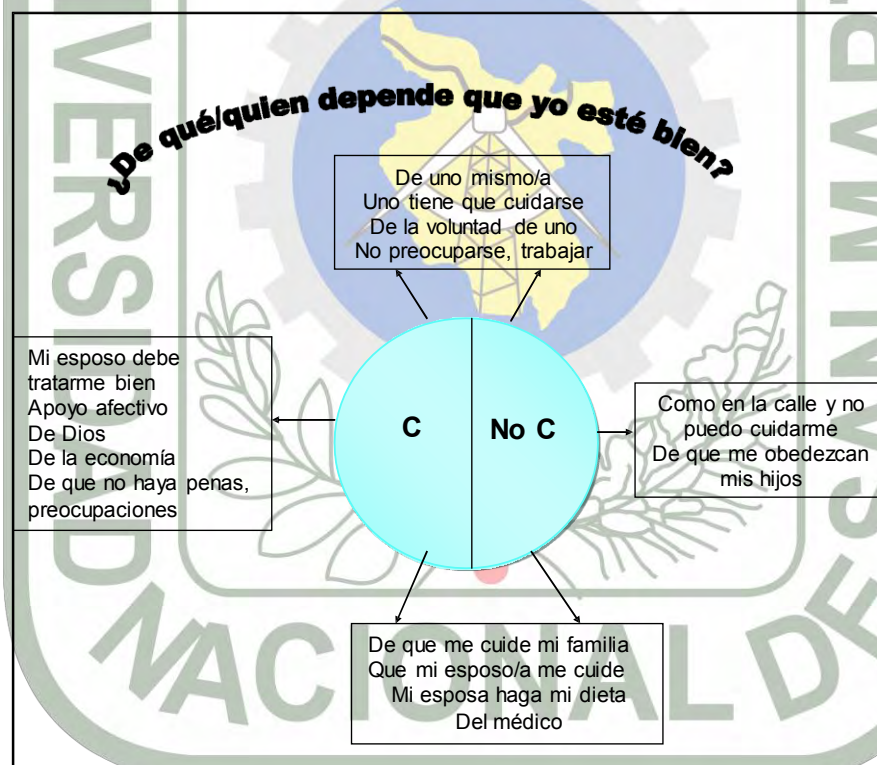 ¿De qué/quien depende que yo esté bien?
De uno mismo/a
Uno tiene que cuidarse
De la voluntad de uno
No preocuparse, trabajar
Mi esposo debe
tratarme bien
Apoyo afectivo
De Dios
De la economía
De que no haya penas,
preocupaciones
C
No C
Como en la calle y no
puedo cuidarme
De que me obedezcan
mis hijos
De que me cuide mi familia
Que mi esposo/a me cuide
Mi esposa haga mi dieta
Del médico
VERSIDAD
NACIONAL DE